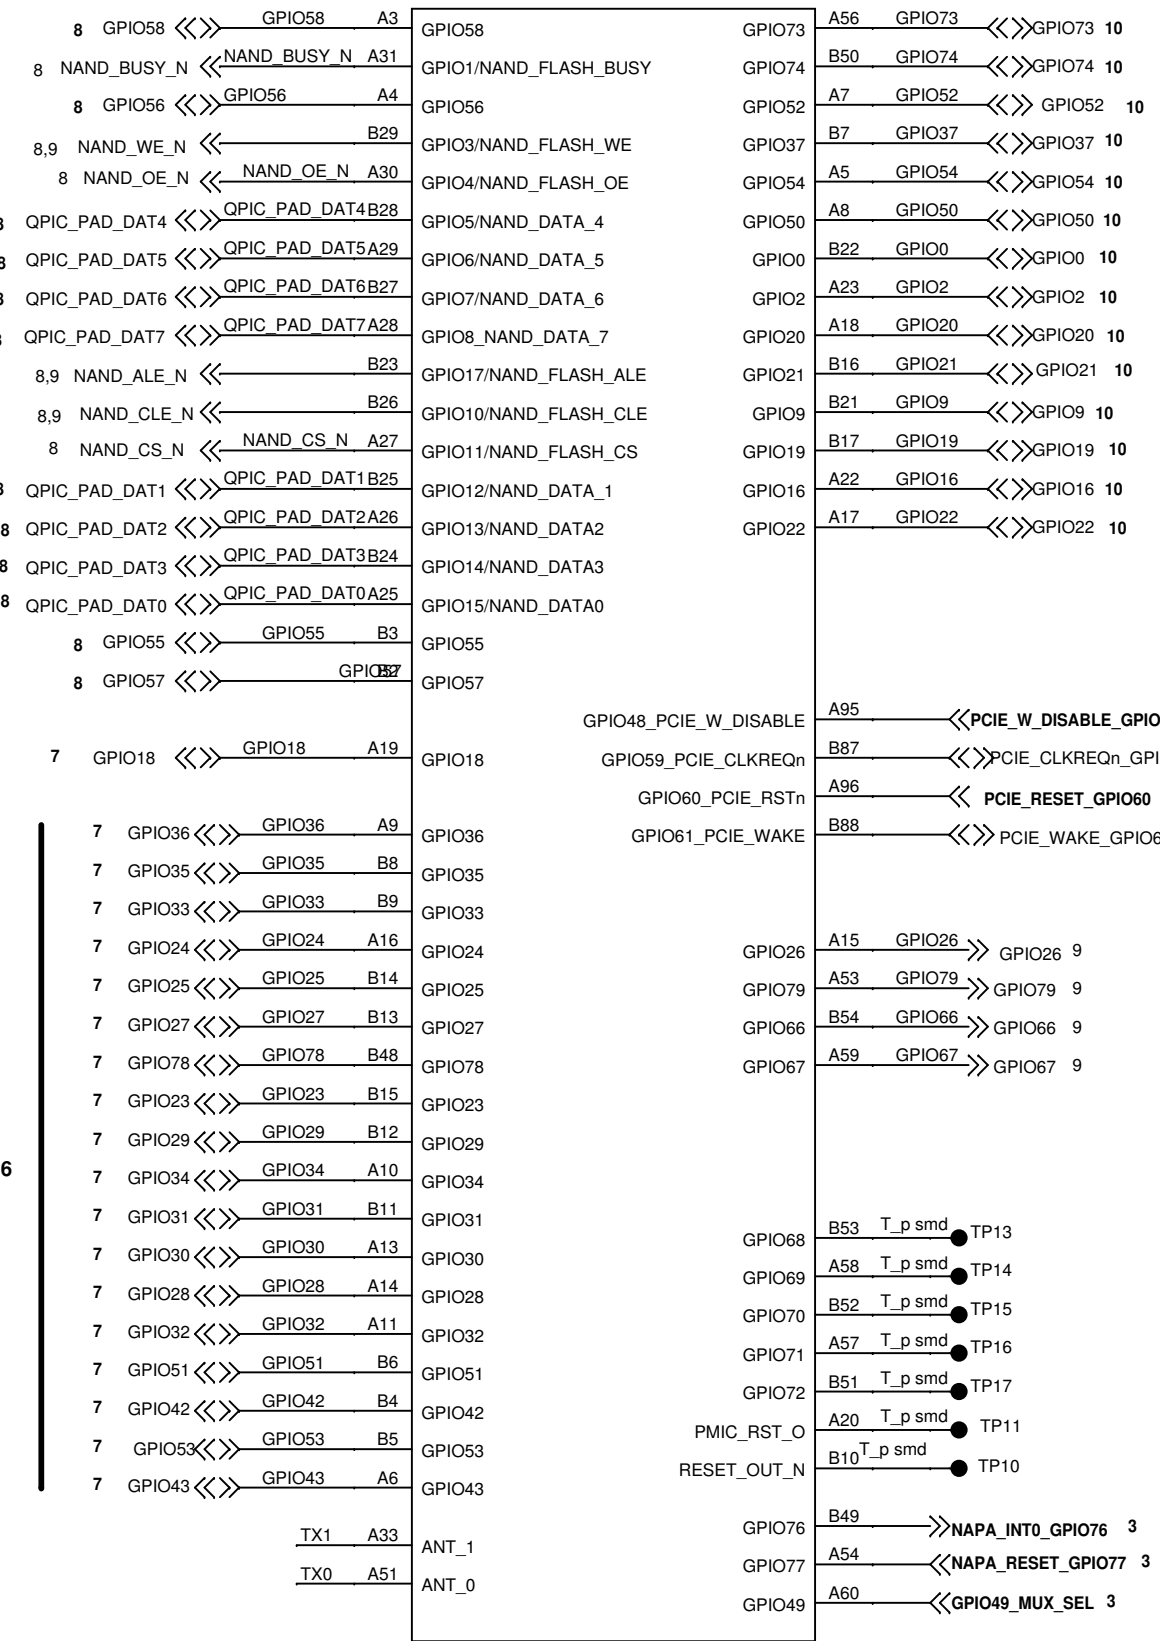 8 GPIO58 GPIO58 A3 GPIO58 GPIO73 A56 GPIO73 GPIO73 10
8 NAND_BUSY_N NAND_BUSY_N A31 GPIO1/NAND_FLASH_BUSY GPIO74 B50 GPIO74 GPIO74 10
8 GPIO56 GPIO56 A4 GPIO56 GPIO52 A7 GPIO52 GPIO52 10
8,9 NAND_WE_N B29 GPIO3/NAND_FLASH_WE GPIO37 B7 GPIO37 GPIO37 10
8 NAND_OE_N NAND_OE_N A30 GPIO4/NAND_FLASH_OE GPIO54 A5 GPIO54 GPIO54 10
8 QPIC_PAD_DAT4 QPIC_PAD_DAT4 B28 GPIO5/NAND_DATA_4 GPIO50 A8 GPIO50 GPIO50 10
8 QPIC_PAD_DAT5 QPIC_PAD_DAT5 A29 GPIO6/NAND_DATA_5 GPIO0 B22 GPIO0 GPIO0 10
8 QPIC_PAD_DAT6 QPIC_PAD_DAT6 B27 GPIO7/NAND_DATA_6 GPIO2 A23 GPIO2 GPIO2 10
QPIC_PAD_DAT7 QPIC_PAD_DAT7 A28 GPIO8_NAND_DATA_7 GPIO20 A18 GPIO20 GPIO20 10
8,9 NAND_ALE_N B23 GPIO17/NAND_FLASH_ALE GPIO21 B16 GPIO21 GPIO21 10
8,9 NAND_CLE_N B26 GPIO10/NAND_FLASH_CLE GPIO9 B21 GPIO9 GPIO9 10
8 NAND_CS_N NAND_CS_N A27 GPIO11/NAND_FLASH_CS GPIO19 B17 GPIO19 GPIO19 10
8 QPIC_PAD_DAT1 QPIC_PAD_DAT1 B25 GPIO12/NAND_DATA_1 GPIO16 A22 GPIO16 GPIO16 10
8 QPIC_PAD_DAT2 QPIC_PAD_DAT2 A26 GPIO13/NAND_DATA2 GPIO22 A17 GPIO22 GPIO22 10
8 QPIC_PAD_DAT3 QPIC_PAD_DAT3 B24 GPIO14/NAND_DATA3
8 QPIC_PAD_DAT0 QPIC_PAD_DAT0 A25 GPIO15/NAND_DATA0
8 GPIO55 GPIO55 B3 GPIO55
8 GPIO57 GPIO57 B2 GPIO57
GPIO48_PCIE_W_DISABLE A95 PCIE_W_DISABLE_GPIO
7 GPIO18 GPIO18 A19 GPIO18 GPIO59_PCIE_CLKREQn B87 PCIE_CLKREQn_GPI
GPIO60_PCIE_RSTn A96 PCIE_RESET_GPIO60
7 GPIO36 GPIO36 A9 GPIO36 GPIO61_PCIE_WAKE B88 PCIE_WAKE_GPIO6
7 GPIO35 GPIO35 B8 GPIO35
7 GPIO33 GPIO33 B9 GPIO33
7 GPIO24 GPIO24 A16 GPIO24 GPIO26 A15 GPIO26 GPIO26 9
7 GPIO25 GPIO25 B14 GPIO25 GPIO79 A53 GPIO79 GPIO79 9
7 GPIO27 GPIO27 B13 GPIO27 GPIO66 B54 GPIO66 GPIO66 9
7 GPIO78 GPIO78 B48 GPIO78 GPIO67 A59 GPIO67 GPIO67 9
7 GPIO23 GPIO23 B15 GPIO23
7 GPIO29 GPIO29 B12 GPIO29
6
7 GPIO34 GPIO34 A10 GPIO34
7 GPIO31 GPIO31 B11 GPIO31 GPIO68 B53 T_p smd TP13
7 GPIO30 GPIO30 A13 GPIO30 GPIO69 A58 T_p smd TP14
7 GPIO28 GPIO28 A14 GPIO28 GPIO70 B52 T_p smd TP15
7 GPIO32 GPIO32 A11 GPIO32 GPIO71 A57 T_p smd TP16
7 GPIO51 GPIO51 B6 GPIO51 GPIO72 B51 T_p smd TP17
7 GPIO42 GPIO42 B4 GPIO42 PMIC_RST_O A20 T_p smd TP11
7 GPIO53 GPIO53 B5 GPIO53 RESET_OUT_N B10 T_p smd TP10
7 GPIO43 GPIO43 A6 GPIO43
TX1 A33 ANT_1 GPIO76 B49 NAPA_INT0_GPIO76 3
TX0 A51 ANT_0 GPIO77 A54 NAPA_RESET_GPIO77 3
GPIO49 A60 GPIO49_MUX_SEL 3